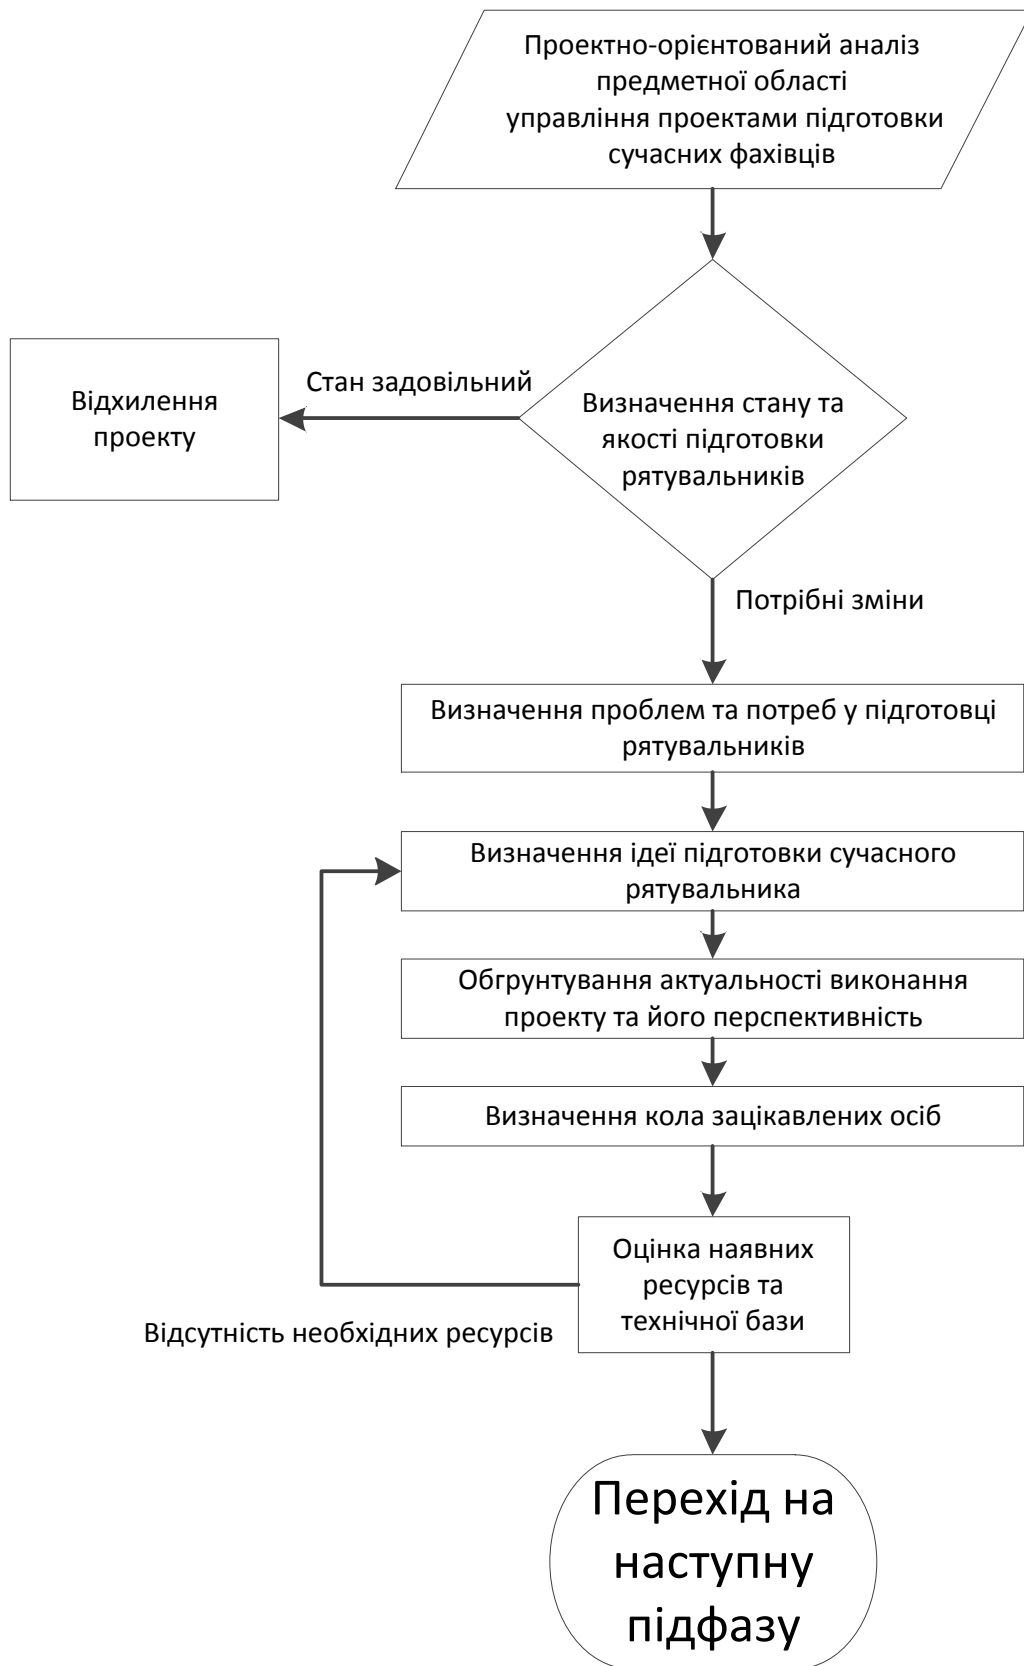 Проектно-орієнтований аналіз
предметної області
управління проектами підготовки
сучасних фахівців
Стан задовільний
Відхилення
проекту
Визначення стану та
якості підготовки
рятувальників
Потрібні зміни
Визначення проблем та потреб у підготовці
рятувальників
Визначення ідеї підготовки сучасного
рятувальника
Обгрунтування актуальності виконання
проекту та його перспективність
Визначення кола зацікавлених осіб
Оцінка наявних
ресурсів та
технічної бази
Відсутність необхідних ресурсів
Перехід на
наступну
підфазу